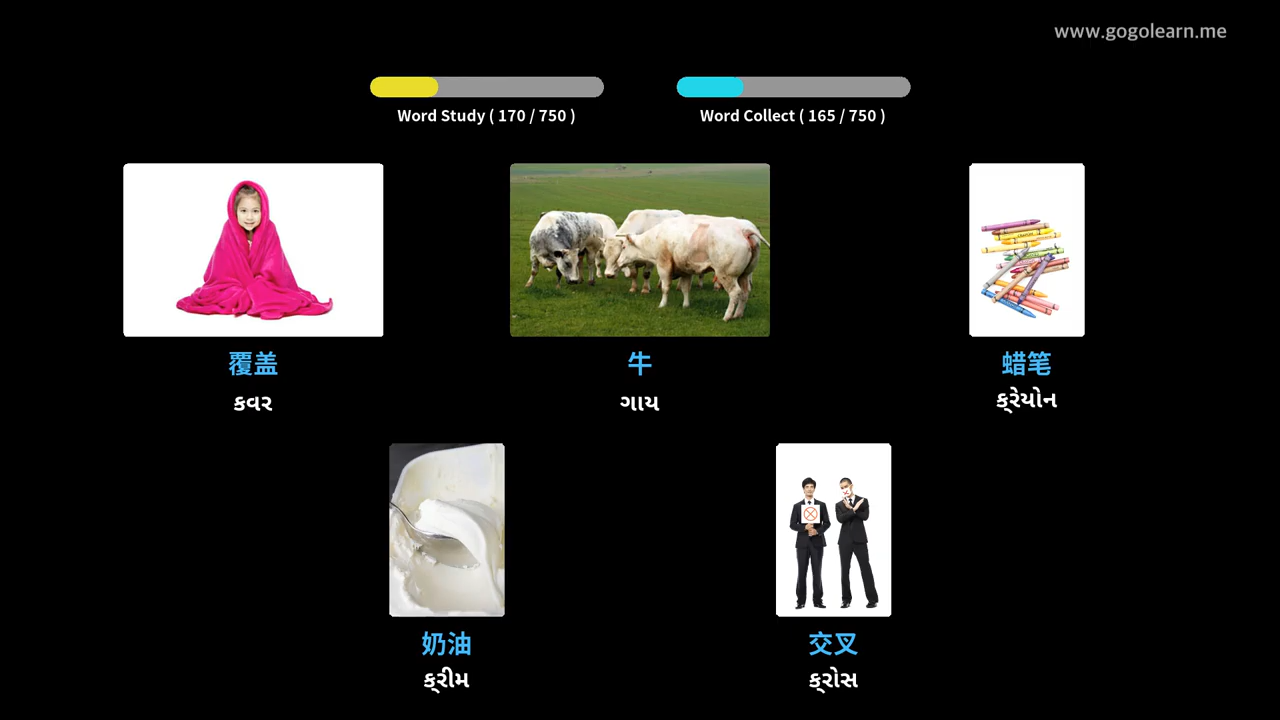 www.gogolearn.me
Word Study ( 170 / 750 )
Word Collect ( 165 / 750 )
覆盖
કવર
牛
ગાય
蜡笔
ક્રેયોન
奶油
ક્રીમ
交叉
ક્રોસ